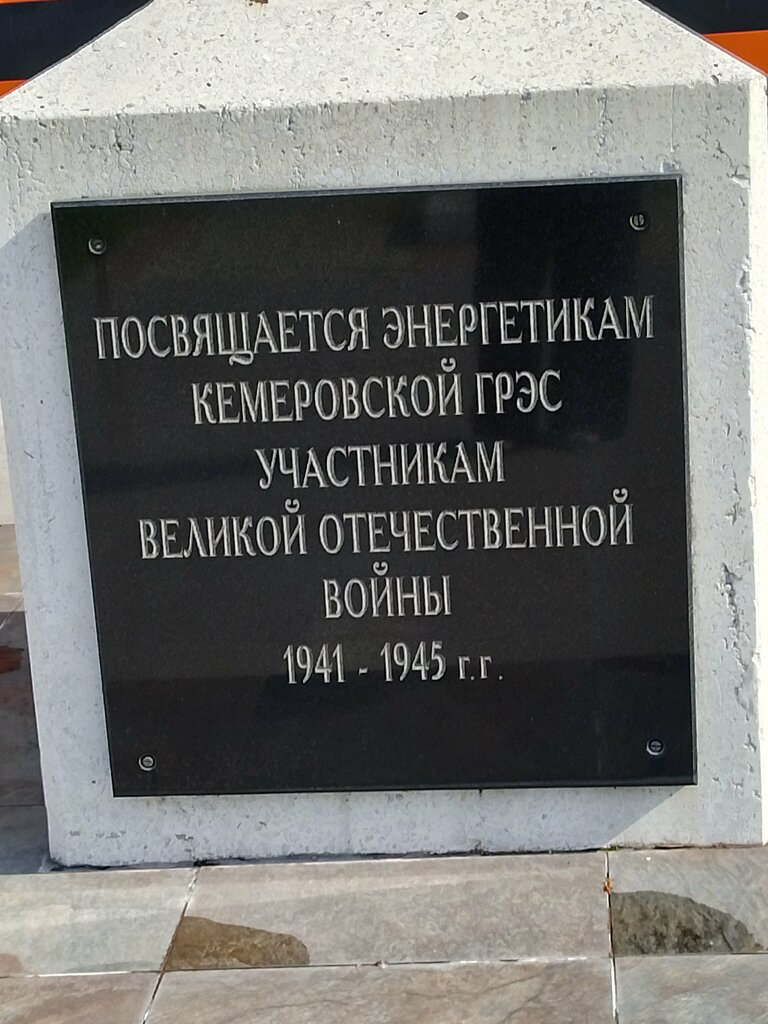 ПОСВЯЩАЕТСЯ ЭНЕРГЕТИКАМ
КЕМЕРОВСКОЙ ГРЭС
УЧАСТНИКАМ
ВЕЛИКОЙ ОТЕЧЕСТВЕННОЙ
ВОЙНЫ
1941 - 1945 г.г.